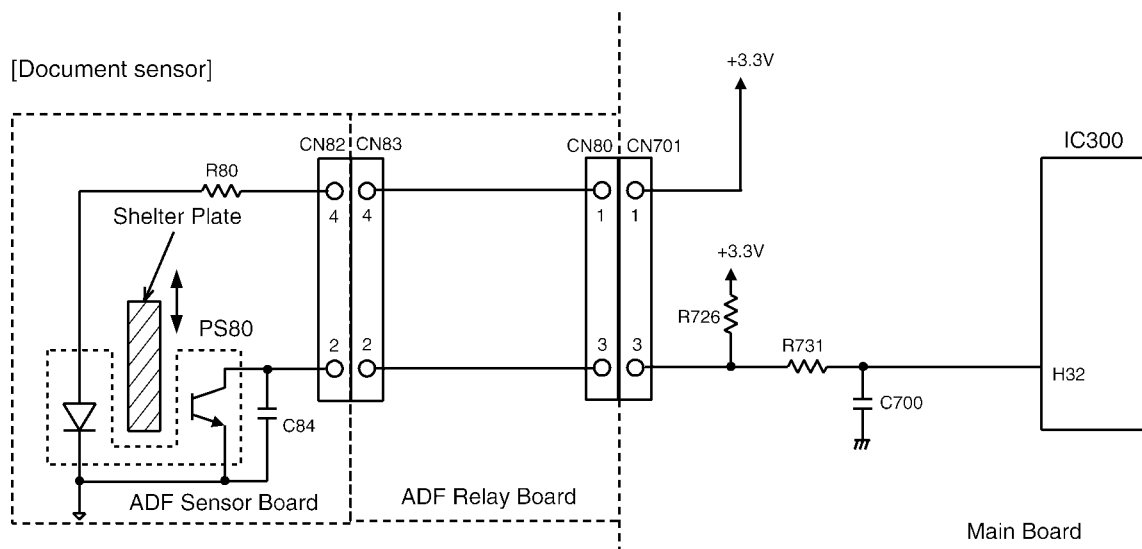 +3.3V
[Document sensor]
CN82 CN83
CN80 CN701
IC300
R80
4 4
1 1
Shelter Plate
+3.3V
R726
PS80
2 2
3 3
R731
H32
C84
C700
ADF Sensor Board
ADF Relay Board
Main Board